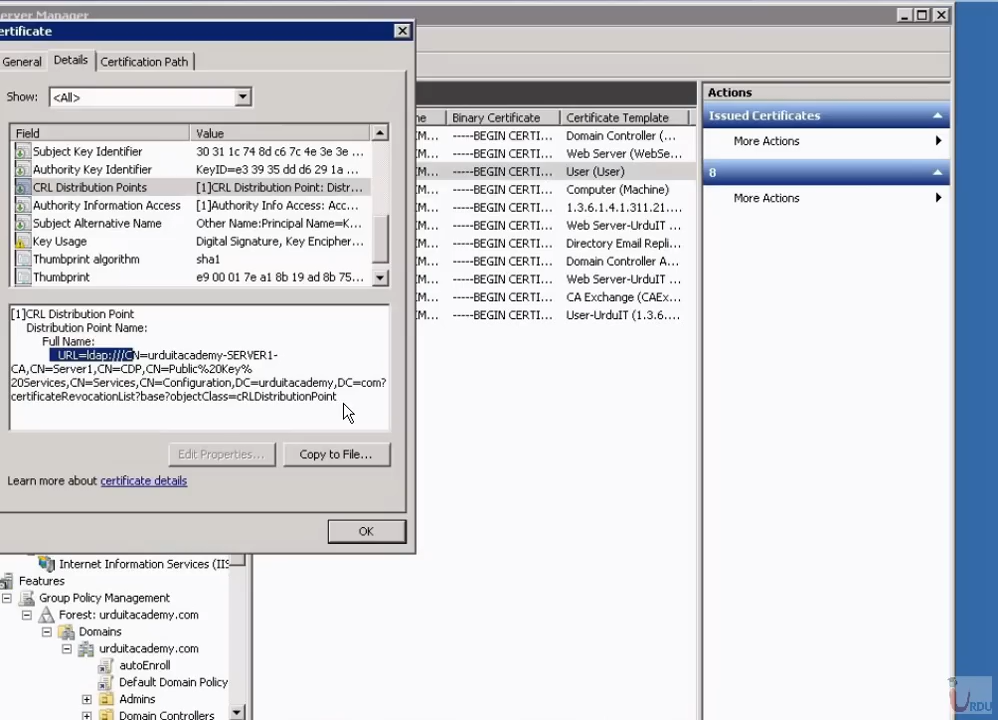 erver Manager
ertificate
General
Details
Certification Path
Show:
<All>
Field
Value
Subject Key Identifier
30 31 1c 74 8d c6 7c 4e 3e 3e ...
Authority Key Identifier
KeyID=e3 39 35 dd d6 29 1a ...
CRL Distribution Points
[1]CRL Distribution Point: Distr...
Authority Information Access
[1]Authority Info Access: Acc...
Subject Alternative Name
Other Name:Principal Name=K...
Key Usage
Digital Signature, Key Encipher...
Thumbprint algorithm
sha1
Thumbprint
e9 00 01 7e a1 8b 19 ad 8b 75...
[1]CRL Distribution Point
Distribution Point Name:
Full Name:
URL=ldap:///CN=urduitacademy-SERVER1-
CA,CN=Server1,CN=CDP,CN=Public%20Key%
20Services,CN=Services,CN=Configuration,DC=urduitacademy,DC=com?
certificateRevocationList?base?objectClass=cRLDistributionPoint
Edit Properties...
Copy to File...
Learn more about certificate details
OK
me
Binary Certificate
Certificate Template
M...
-----BEGIN CERTI...
Domain Controller (...
M...
-----BEGIN CERTI...
Web Server (WebSe...
M...
-----BEGIN CERTI...
User (User)
M...
-----BEGIN CERTI...
Computer (Machine)
M...
-----BEGIN CERTI...
1.3.6.1.4.1.311.21....
M...
-----BEGIN CERTI...
Web Server-UrduIT ...
M...
-----BEGIN CERTI...
Directory Email Repli...
M...
-----BEGIN CERTI...
Domain Controller A...
M...
-----BEGIN CERTI...
Web Server-UrduIT ...
M...
-----BEGIN CERTI...
CA Exchange (CAEx...
M...
-----BEGIN CERTI...
User-UrduIT (1.3.6....
Actions
Issued Certificates
More Actions
8
More Actions
Internet Information Services (IIS
Features
Group Policy Management
Forest: urduitacademy.com
Domains
urduitacademy.com
autoEnroll
Default Domain Policy
Admins
Domain Controllers
URDU